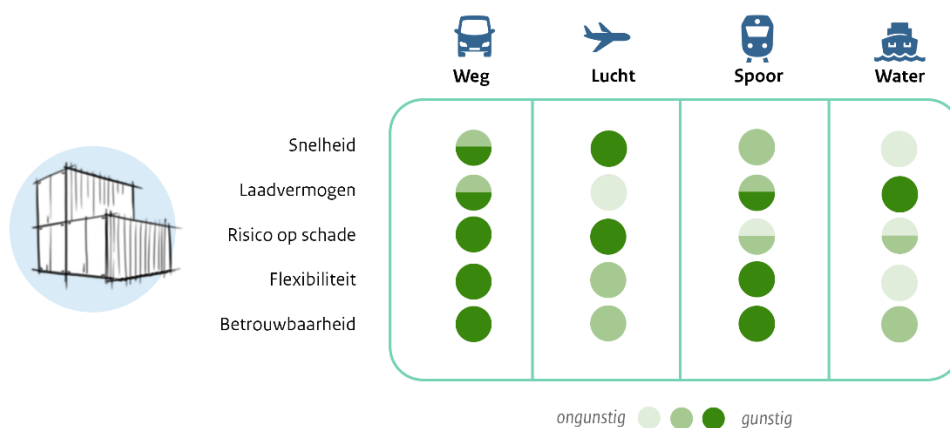 Weg Lucht Spoor Water
Snelheid
Laadvermogen
Risico op schade
Flexibiliteit
Betrouwbaarheid
ongunstig gunstig